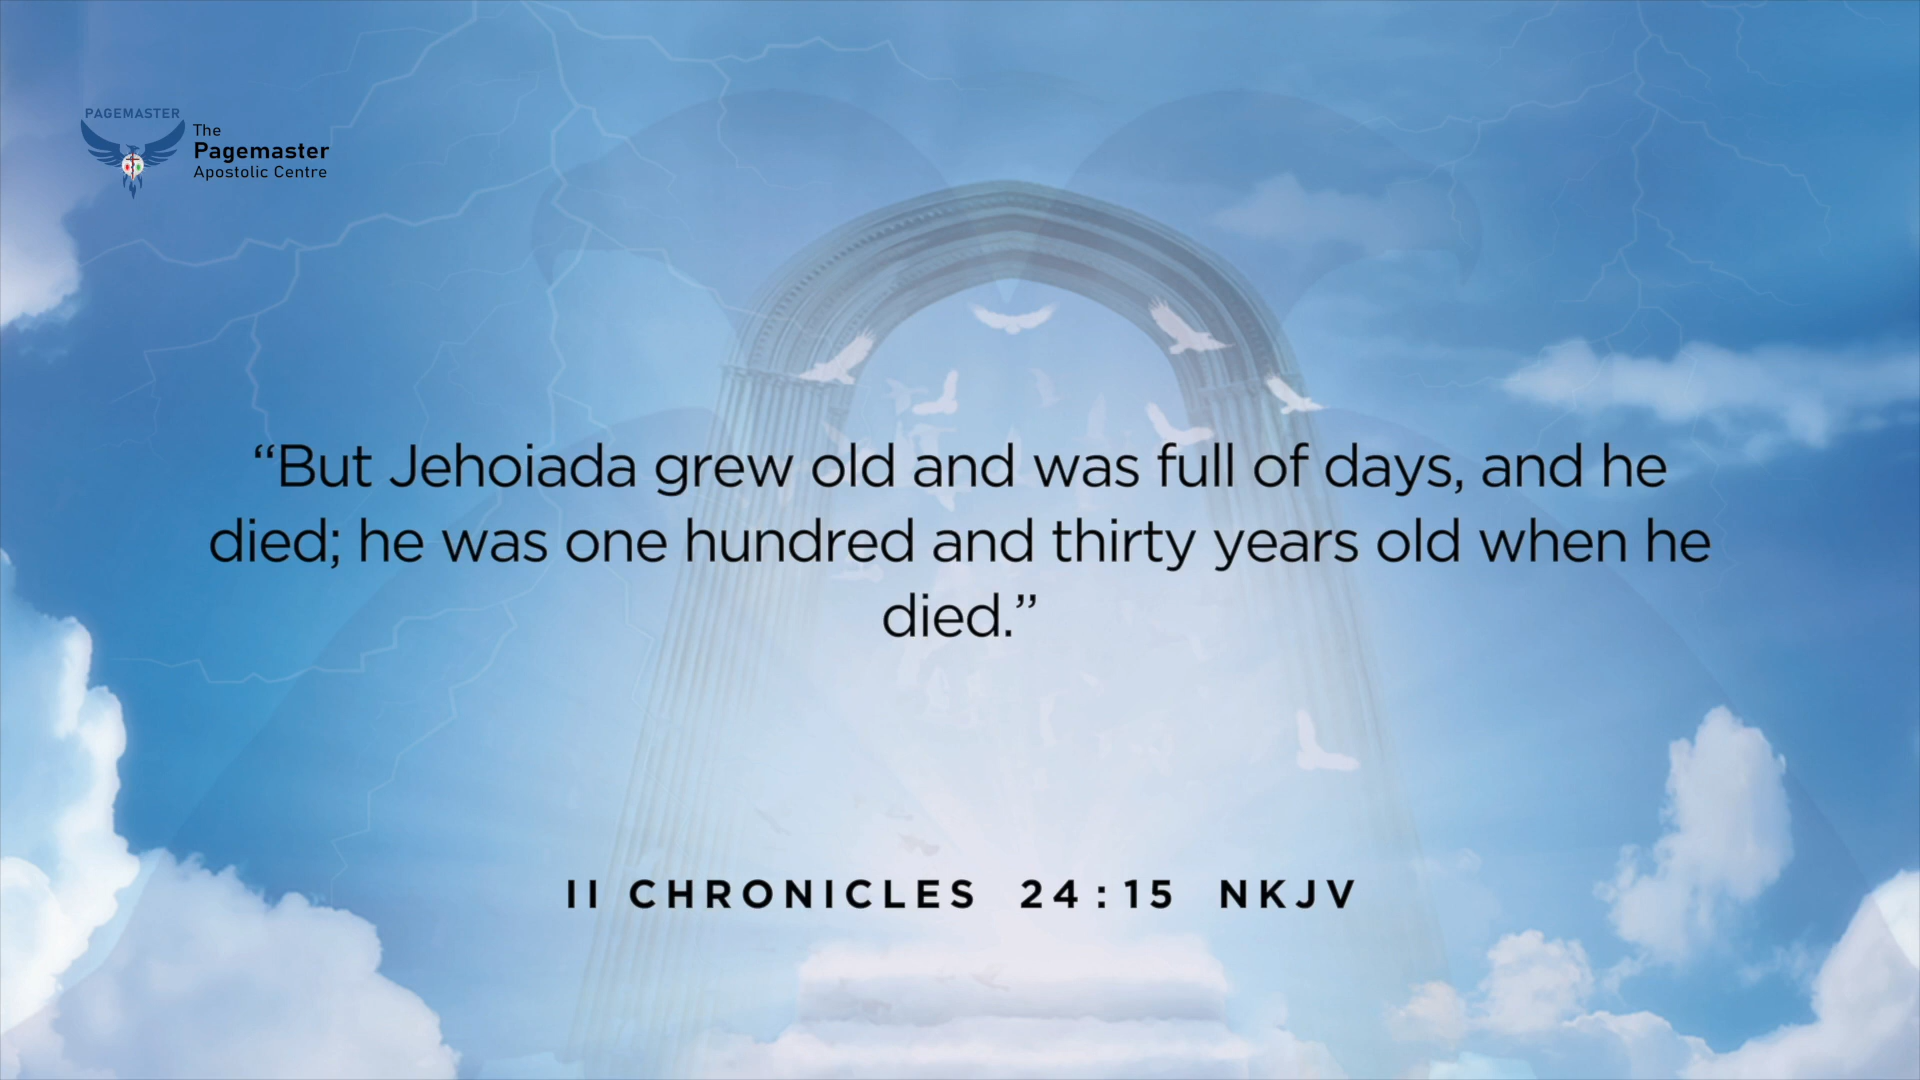 PAGEMASTER
The
Pagemaster
Apostolic Centre
“But Jehoiada grew old and was full of days, and he
died; he was one hundred and thirty years old when he
died.”
II CHRONICLES 24:15 NKJV